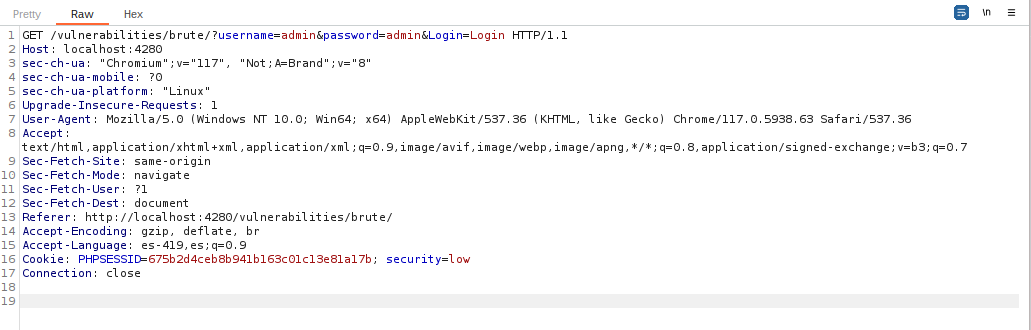 Pretty Raw Hex \n ≡
1 GET /vulnerabilities/brute/?username=admin&password=admin&Login=Login HTTP/1.1
2 Host: localhost:4280
3 sec-ch-ua: "Chromium";v="117", "Not;A=Brand";v="8"
4 sec-ch-ua-mobile: ?0
5 sec-ch-ua-platform: "Linux"
6 Upgrade-Insecure-Requests: 1
7 User-Agent: Mozilla/5.0 (Windows NT 10.0; Win64; x64) AppleWebKit/537.36 (KHTML, like Gecko) Chrome/117.0.5938.63 Safari/537.36
8 Accept:
text/html,application/xhtml+xml,application/xml;q=0.9,image/avif,image/webp,image/apng,*/*;q=0.8,application/signed-exchange;v=b3;q=0.7
9 Sec-Fetch-Site: same-origin
10 Sec-Fetch-Mode: navigate
11 Sec-Fetch-User: ?1
12 Sec-Fetch-Dest: document
13 Referer: http://localhost:4280/vulnerabilities/brute/
14 Accept-Encoding: gzip, deflate, br
15 Accept-Language: es-419,es;q=0.9
16 Cookie: PHPSESSID=675b2d4ceb8b941b163c01c13e81a17b; security=low
17 Connection: close
18
19